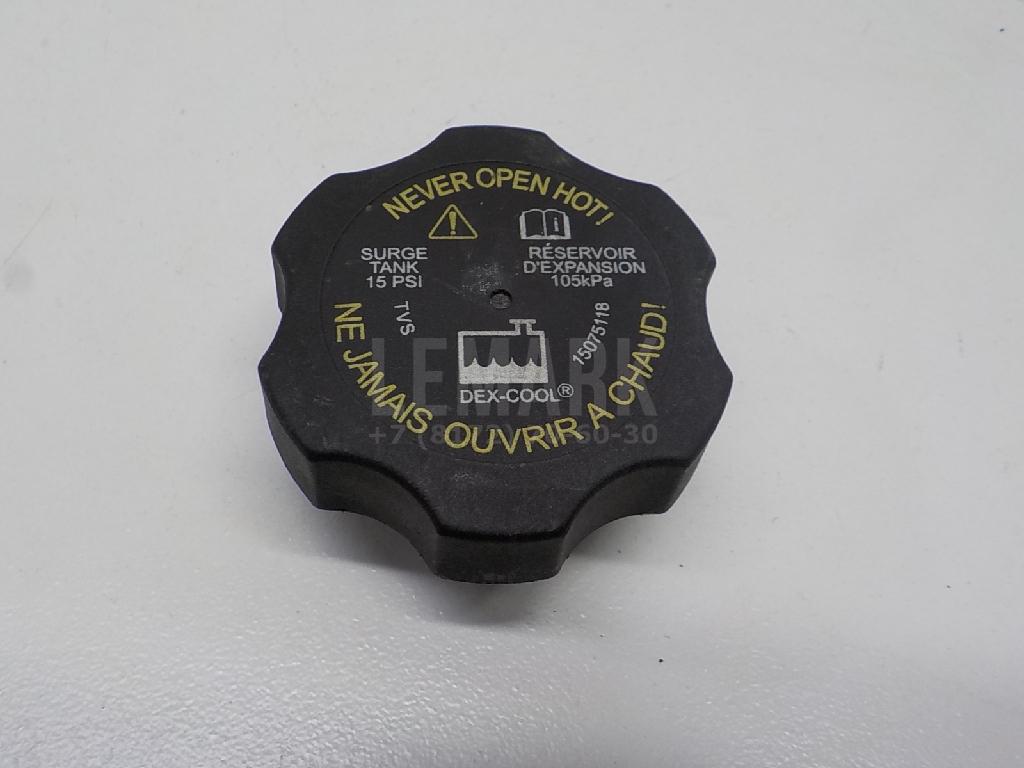 NEVER OPEN HOT!
SURGE
TANK
15 PSI
RÉSERVOIR
D'EXPANSION
105kPa
TVS
15075118
DEX-COOL®
NE JAMAIS OUVRIR A CHAUD!
LEMARK